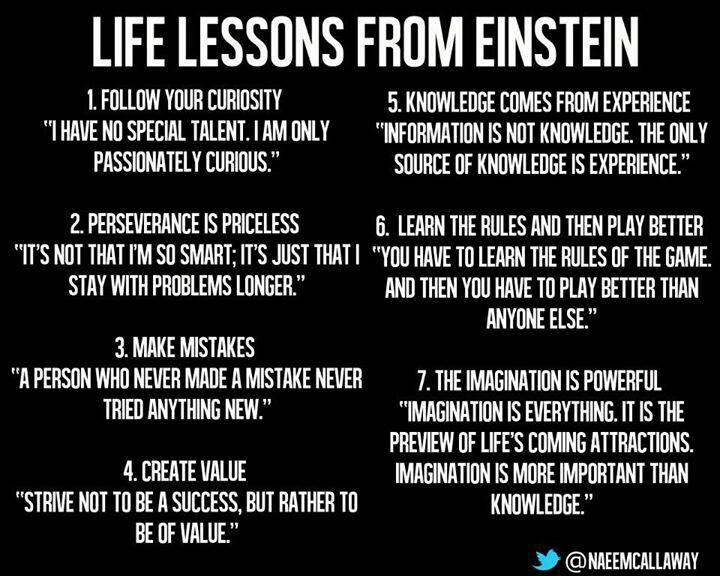 LIFE LESSONS FROM EINSTEIN
1. FOLLOW YOUR CURIOSITY
"I HAVE NO SPECIAL TALENT. I AM ONLY
PASSIONATELY CURIOUS."
2. PERSEVERANCE IS PRICELESS
"IT'S NOT THAT I'M SO SMART; IT'S JUST THAT I
STAY WITH PROBLEMS LONGER."
3. MAKE MISTAKES
"A PERSON WHO NEVER MADE A MISTAKE NEVER
TRIED ANYTHING NEW."
4. CREATE VALUE
"STRIVE NOT TO BE A SUCCESS, BUT RATHER TO
BE OF VALUE."
5. KNOWLEDGE COMES FROM EXPERIENCE
"INFORMATION IS NOT KNOWLEDGE. THE ONLY
SOURCE OF KNOWLEDGE IS EXPERIENCE."
6. LEARN THE RULES AND THEN PLAY BETTER
"YOU HAVE TO LEARN THE RULES OF THE GAME.
AND THEN YOU HAVE TO PLAY BETTER THAN
ANYONE ELSE."
7. THE IMAGINATION IS POWERFUL
"IMAGINATION IS EVERYTHING. IT IS THE
PREVIEW OF LIFE'S COMING ATTRACTIONS.
IMAGINATION IS MORE IMPORTANT THAN
KNOWLEDGE."
@NAEEMCALLAWAY